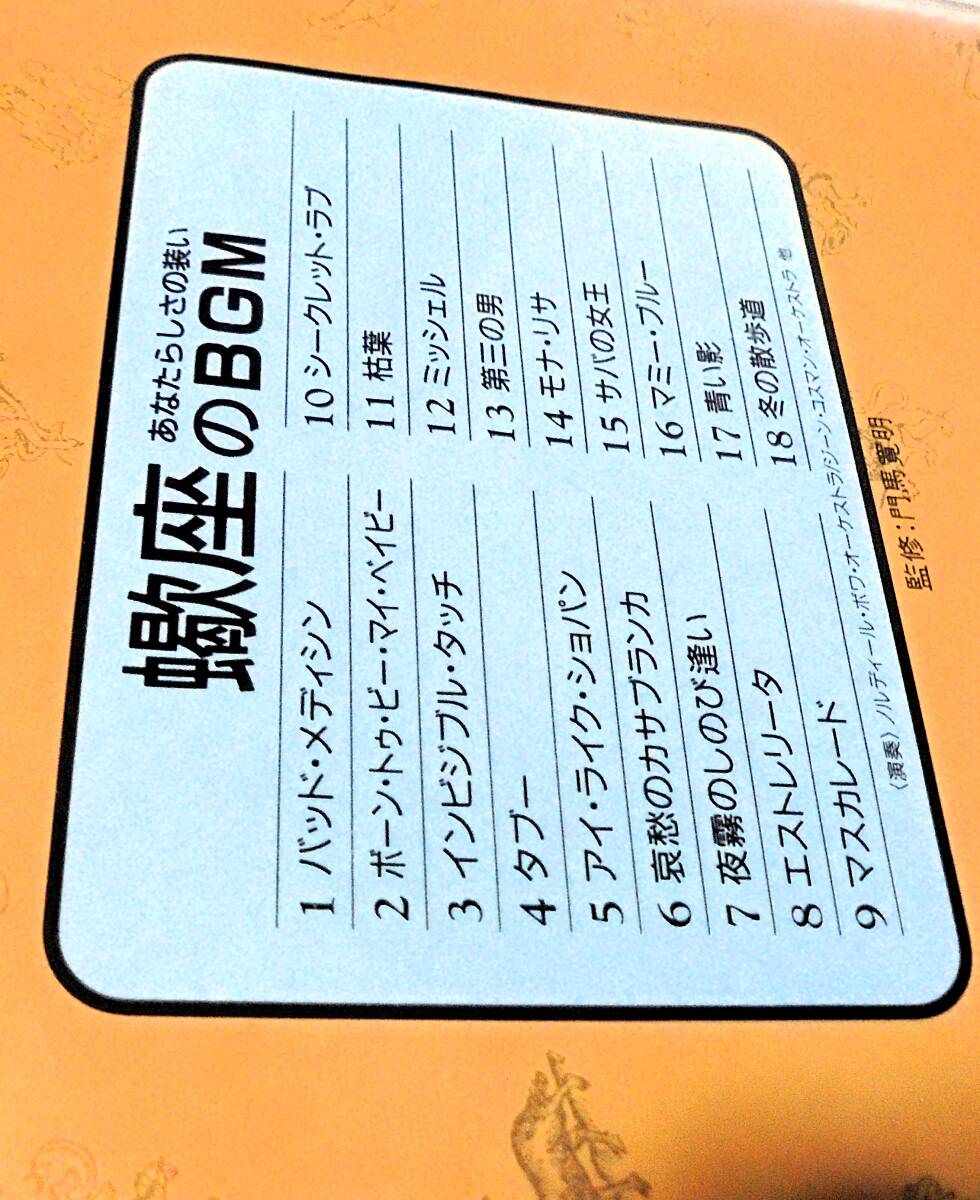 あなたらしさの装い
蠍座のBGM
1 バッド・メディシン
2 ボーン・トゥ・ビー・マイ・ベイビー
3 インビジブル・タッチ
4 タブー
5 アイ・ライク・ショパン
6 哀愁のカサブランカ
7 夜霧のしのび逢い
8 エストレリータ
9 マスカレード
10 シークレット・ラブ
11 枯葉
12 ミッシェル
13 第三の男
14 モナ・リサ
15 サバの女王
16 マミー・ブルー
17 青い影
18 冬の散歩道
〈演奏〉ノルディール・ボワ・オーケストラ/ジーン・コスマン・オーケストラ 他
監修：門馬寛明